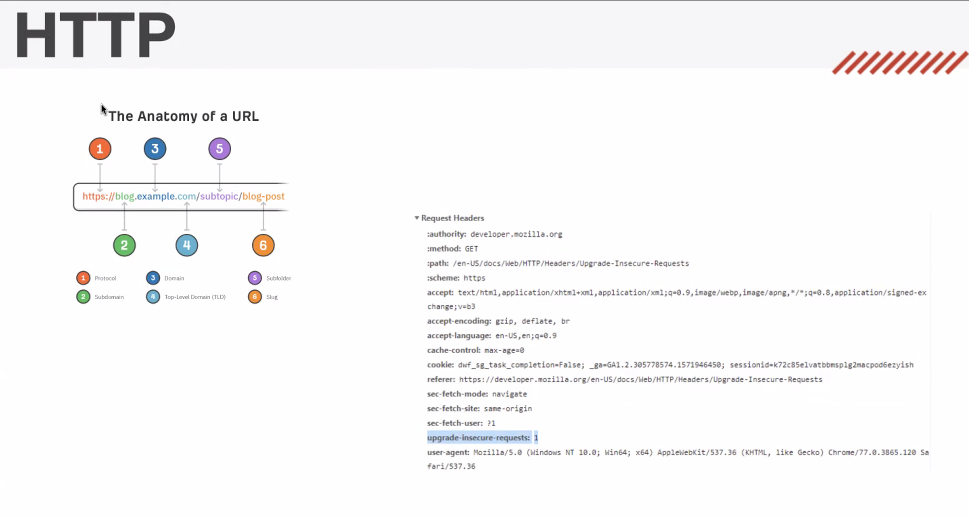 HTTP
The Anatomy of a URL
1 3 5
https://blog.example.com/subtopic/blog-post
2 4 6
1 Protocol 3 Domain 5 Subfolder
2 Subdomain 4 Top-Level Domain (TLD) 6 Slug
Request Headers
:authority: developer.mozilla.org
:method: GET
:path: /en-US/docs/Web/HTTP/Headers/Upgrade-Insecure-Requests
:scheme: https
accept: text/html,application/xhtml+xml,application/xml;q=0.9,image/webp,image/apng,*/*;q=0.8,application/signed-ex
change;v=b3
accept-encoding: gzip, deflate, br
accept-language: en-US,en;q=0.9
cache-control: max-age=0
cookie: dwf_sg_task_completion=False; _ga=GA1.2.305778574.1571946450; sessionid=k72c85elvatbbmsplg2macpod6ezyish
referer: https://developer.mozilla.org/en-US/docs/Web/HTTP/Headers/Upgrade-Insecure-Requests
sec-fetch-mode: navigate
sec-fetch-site: same-origin
sec-fetch-user: ?1
upgrade-insecure-requests: 1
user-agent: Mozilla/5.0 (Windows NT 10.0; Win64; x64) AppleWebKit/537.36 (KHTML, like Gecko) Chrome/77.0.3865.120 Sa
fari/537.36